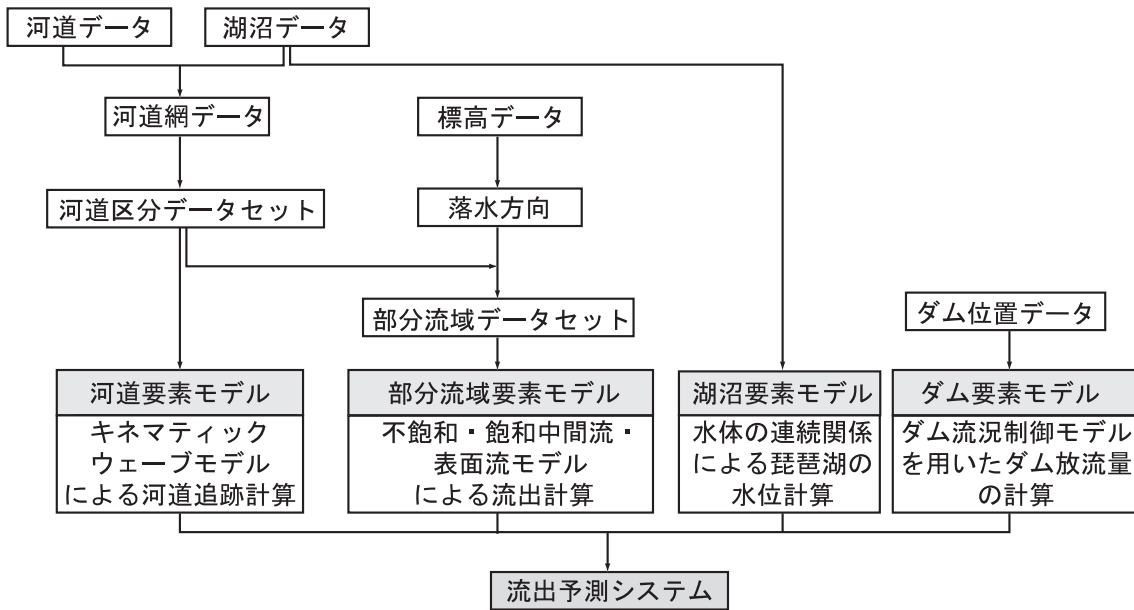 河道データ
湖沼データ
河道網データ
標高データ
河道区分データセット
落水方向
部分流域データセット
ダム位置データ
河道要素モデル
キネマティック
ウェーブモデル
による河道追跡計算
部分流域要素モデル
不飽和・飽和中間流・
表面流モデル
による流出計算
湖沼要素モデル
水体の連続関係
による琵琶湖の
水位計算
ダム要素モデル
ダム流況制御モデル
を用いたダム放流量
の計算
流出予測システム